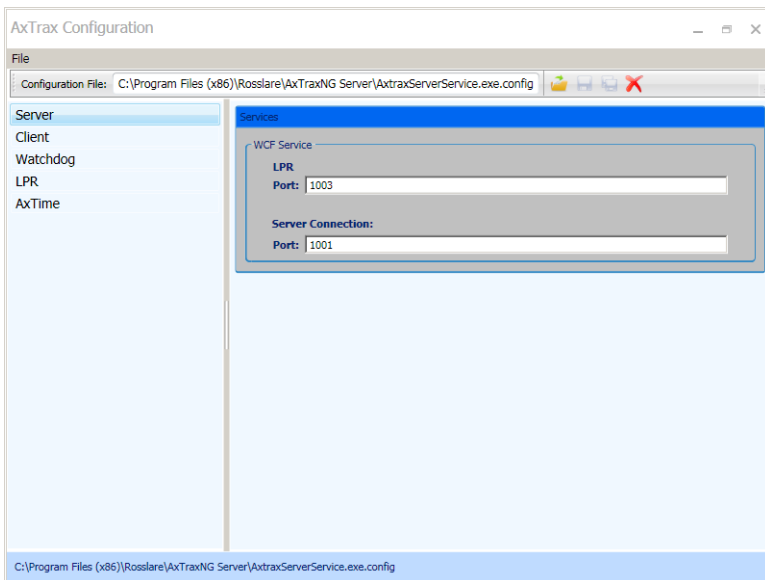 AxTrax Configuration
File
Configuration File: C:\Program Files (x86)\Rosslare\AxTraxNG Server\AxtraxServerService.exe.config
Server
Client
Watchdog
LPR
AxTime
Services
WCF Service
LPR
Port: 1003
Server Connection:
Port: 1001
C:\Program Files (x86)\Rosslare\AxTraxNG Server\AxtraxServerService.exe.config